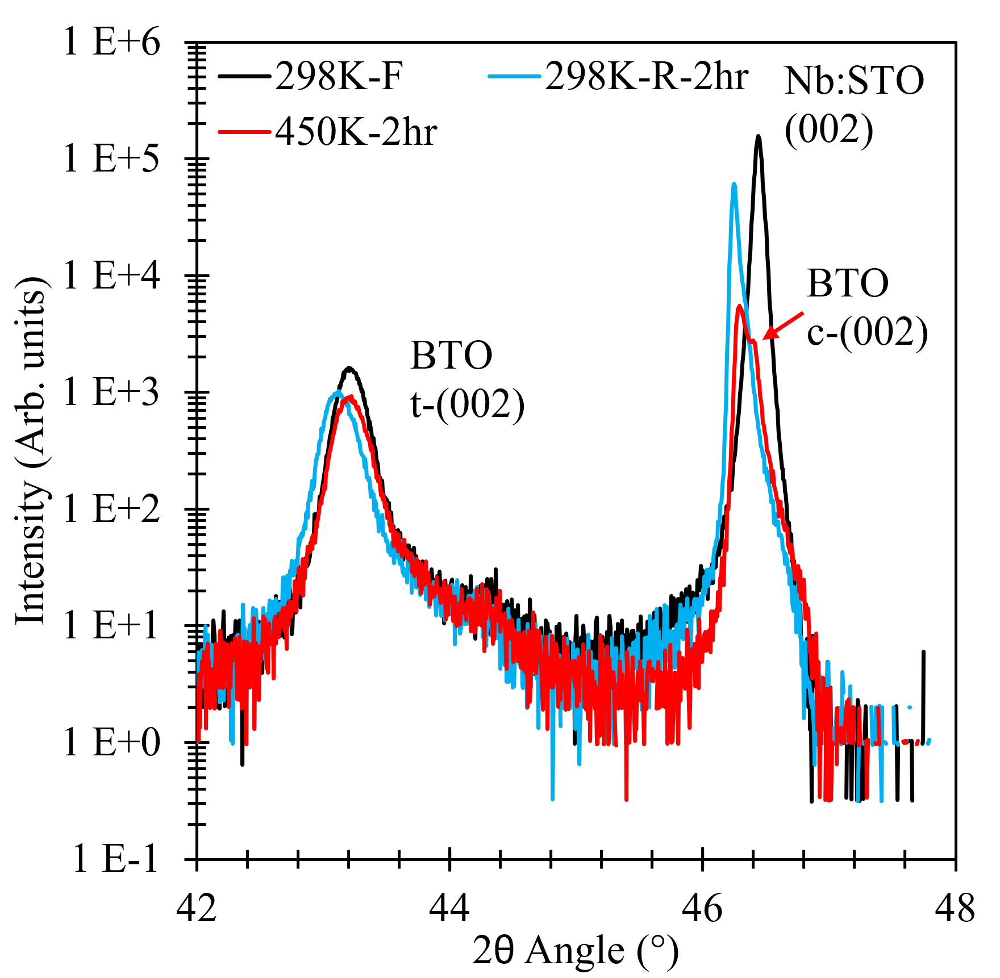 1 E+6
1 E+5
1 E+4
1 E+3
1 E+2
1 E+1
1 E+0
1 E-1
Intensity (Arb. units)
298K-F
298K-R-2hr
450K-2hr
Nb:STO
(002)
BTO
c-(002)
BTO
t-(002)
42
44
46
48
2θ Angle (°)